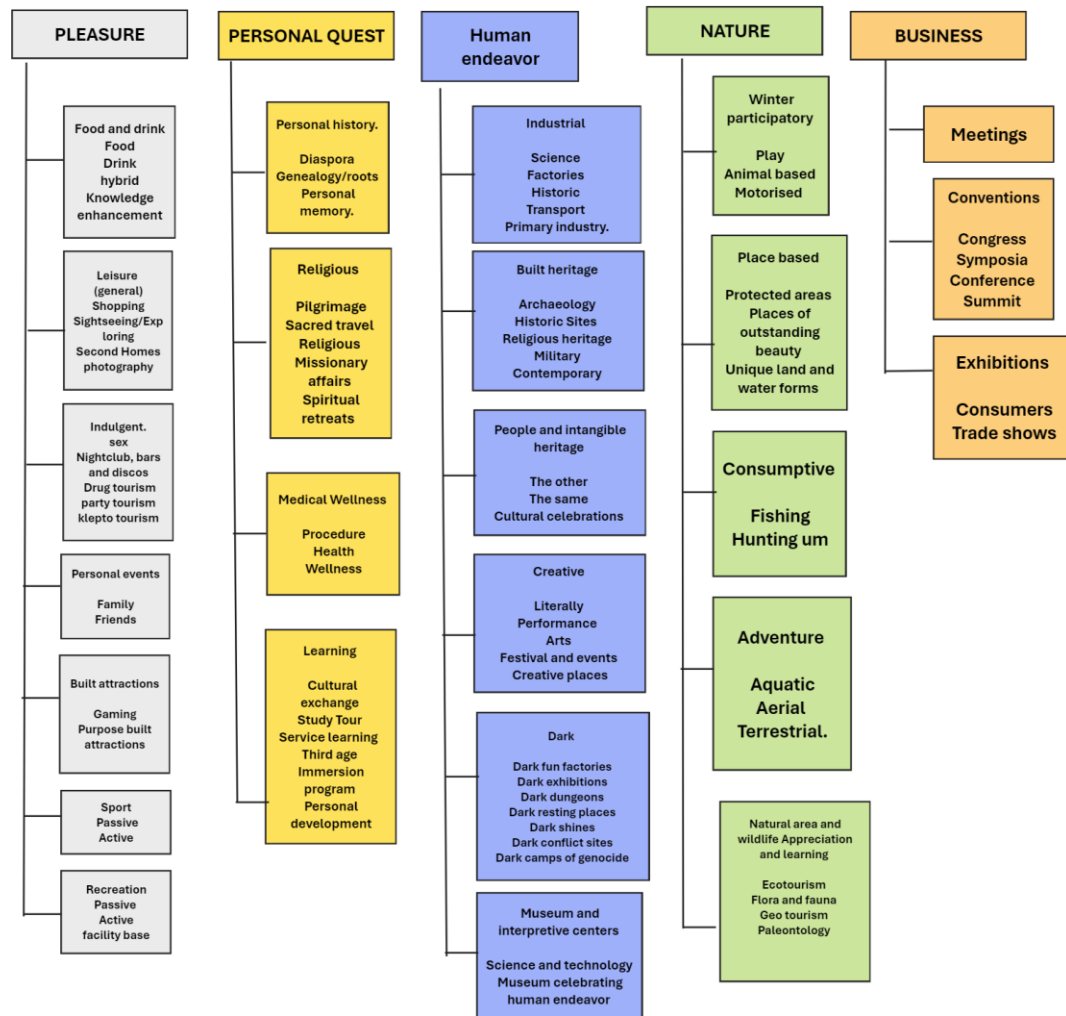 PLEASURE
Food and drink
Food
Drink
hybrid
Knowledge
enhancement
Leisure
(general)
Shopping
Sightseeing/Exp
loring
Second Homes
photography
Indulgent.
sex
Nightclub, bars
and discos
Drug tourism
party tourism
klepto tourism
Personal events
Family
Friends
Built attractions
Gaming
Purpose built
attractions
Sport
Passive
Active
Recreation
Passive
Active
facility base
PERSONAL QUEST
Personal history.
Diaspora
Genealogy/roots
Personal
memory.
Religious
Pilgrimage
Sacred travel
Religious
Missionary
affairs
Spiritual
retreats
Medical Wellness
Procedure
Health
Wellness
Learning
Cultural
exchange
Study Tour
Service learning
Third age
Immersion
program
Personal
development
Human
endeavor
Industrial
Science
Factories
Historic
Transport
Primary industry.
Built heritage
Archaeology
Historic Sites
Religious heritage
Military
Contemporary
People and intangible
heritage
The other
The same
Cultural celebrations
Creative
Literally
Performance
Arts
Festival and events
Creative places
Dark
Dark fun factories
Dark exhibitions
Dark dungeons
Dark resting places
Dark shines
Dark conflict sites
Dark camps of genocide
Museum and
interpretive centers
Science and technology
Museum celebrating
human endeavor
NATURE
Winter
participatory
Play
Animal based
Motorised
Place based
Protected areas
Places of
outstanding
beauty
Unique land and
water forms
Consumptive
Fishing
Hunting um
Adventure
Aquatic
Aerial
Terrestrial.
Natural area and
wildlife Appreciation
and learning
Ecotourism
Flora and fauna
Geo tourism
Paleontology
BUSINESS
Meetings
Conventions
Congress
Symposia
Conference
Summit
Exhibitions
Consumers
Trade shows